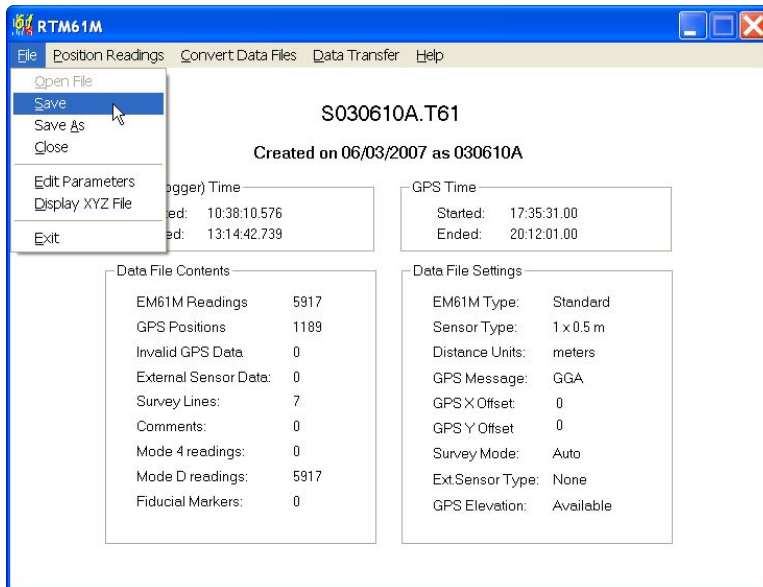 RTM61M
File Position Readings Convert Data Files Data Transfer Help
Open File
Save
Save As
Close
Edit Parameters
Display XYZ File
Exit
S030610A.T61
Created on 06/03/2007 as 030610A
ogger) Time
ed: 10:38:10.576
ed: 13:14:42.739
GPS Time
Started: 17:35:31.00
Ended: 20:12:01.00
Data File Contents
EM61M Readings 5917
GPS Positions 1189
Invalid GPS Data 0
External Sensor Data: 0
Survey Lines: 7
Comments: 0
Mode 4 readings: 0
Mode D readings: 5917
Fiducial Markers: 0
Data File Settings
EM61M Type: Standard
Sensor Type: 1 x 0.5 m
Distance Units: meters
GPS Message: GGA
GPS X Offset: 0
GPS Y Offset 0
Survey Mode: Auto
Ext.Sensor Type: None
GPS Elevation: Available